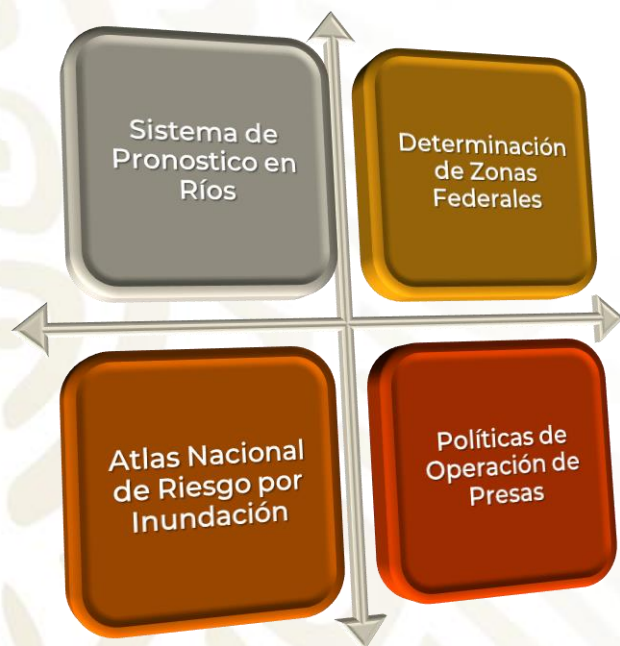 Sistema de
Pronostico en
Ríos
Determinación
de Zonas
Federales
Atlas Nacional
de Riesgo por
Inundación
Políticas de
Operación de
Presas